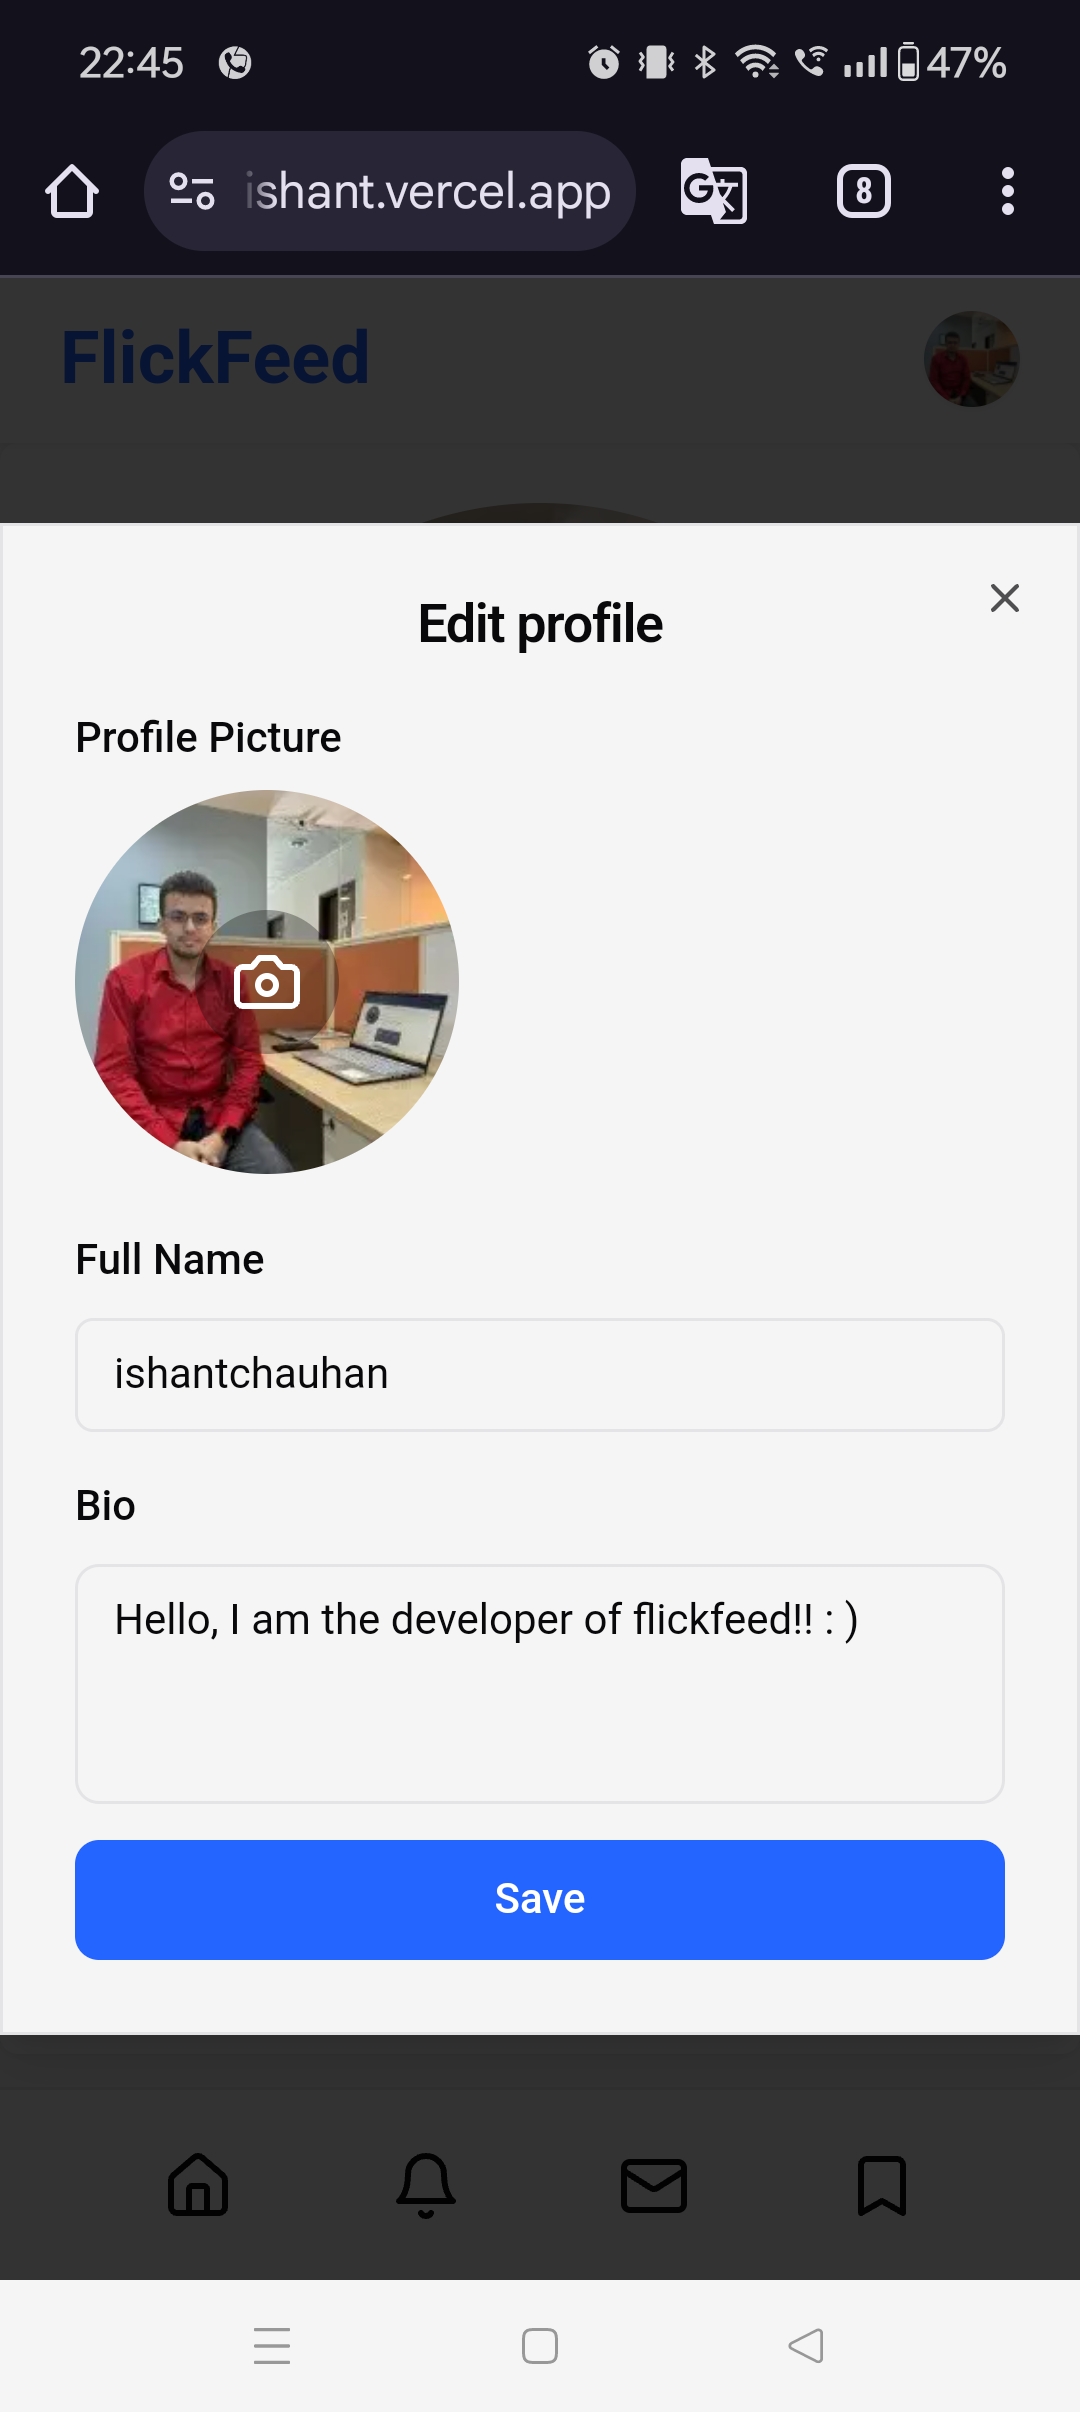 22:45
47%
ishant.vercel.app
8
FlickFeed
Edit profile
Profile Picture
Full Name
ishantchauhan
Bio
Hello, I am the developer of flickfeed!! : )
Save